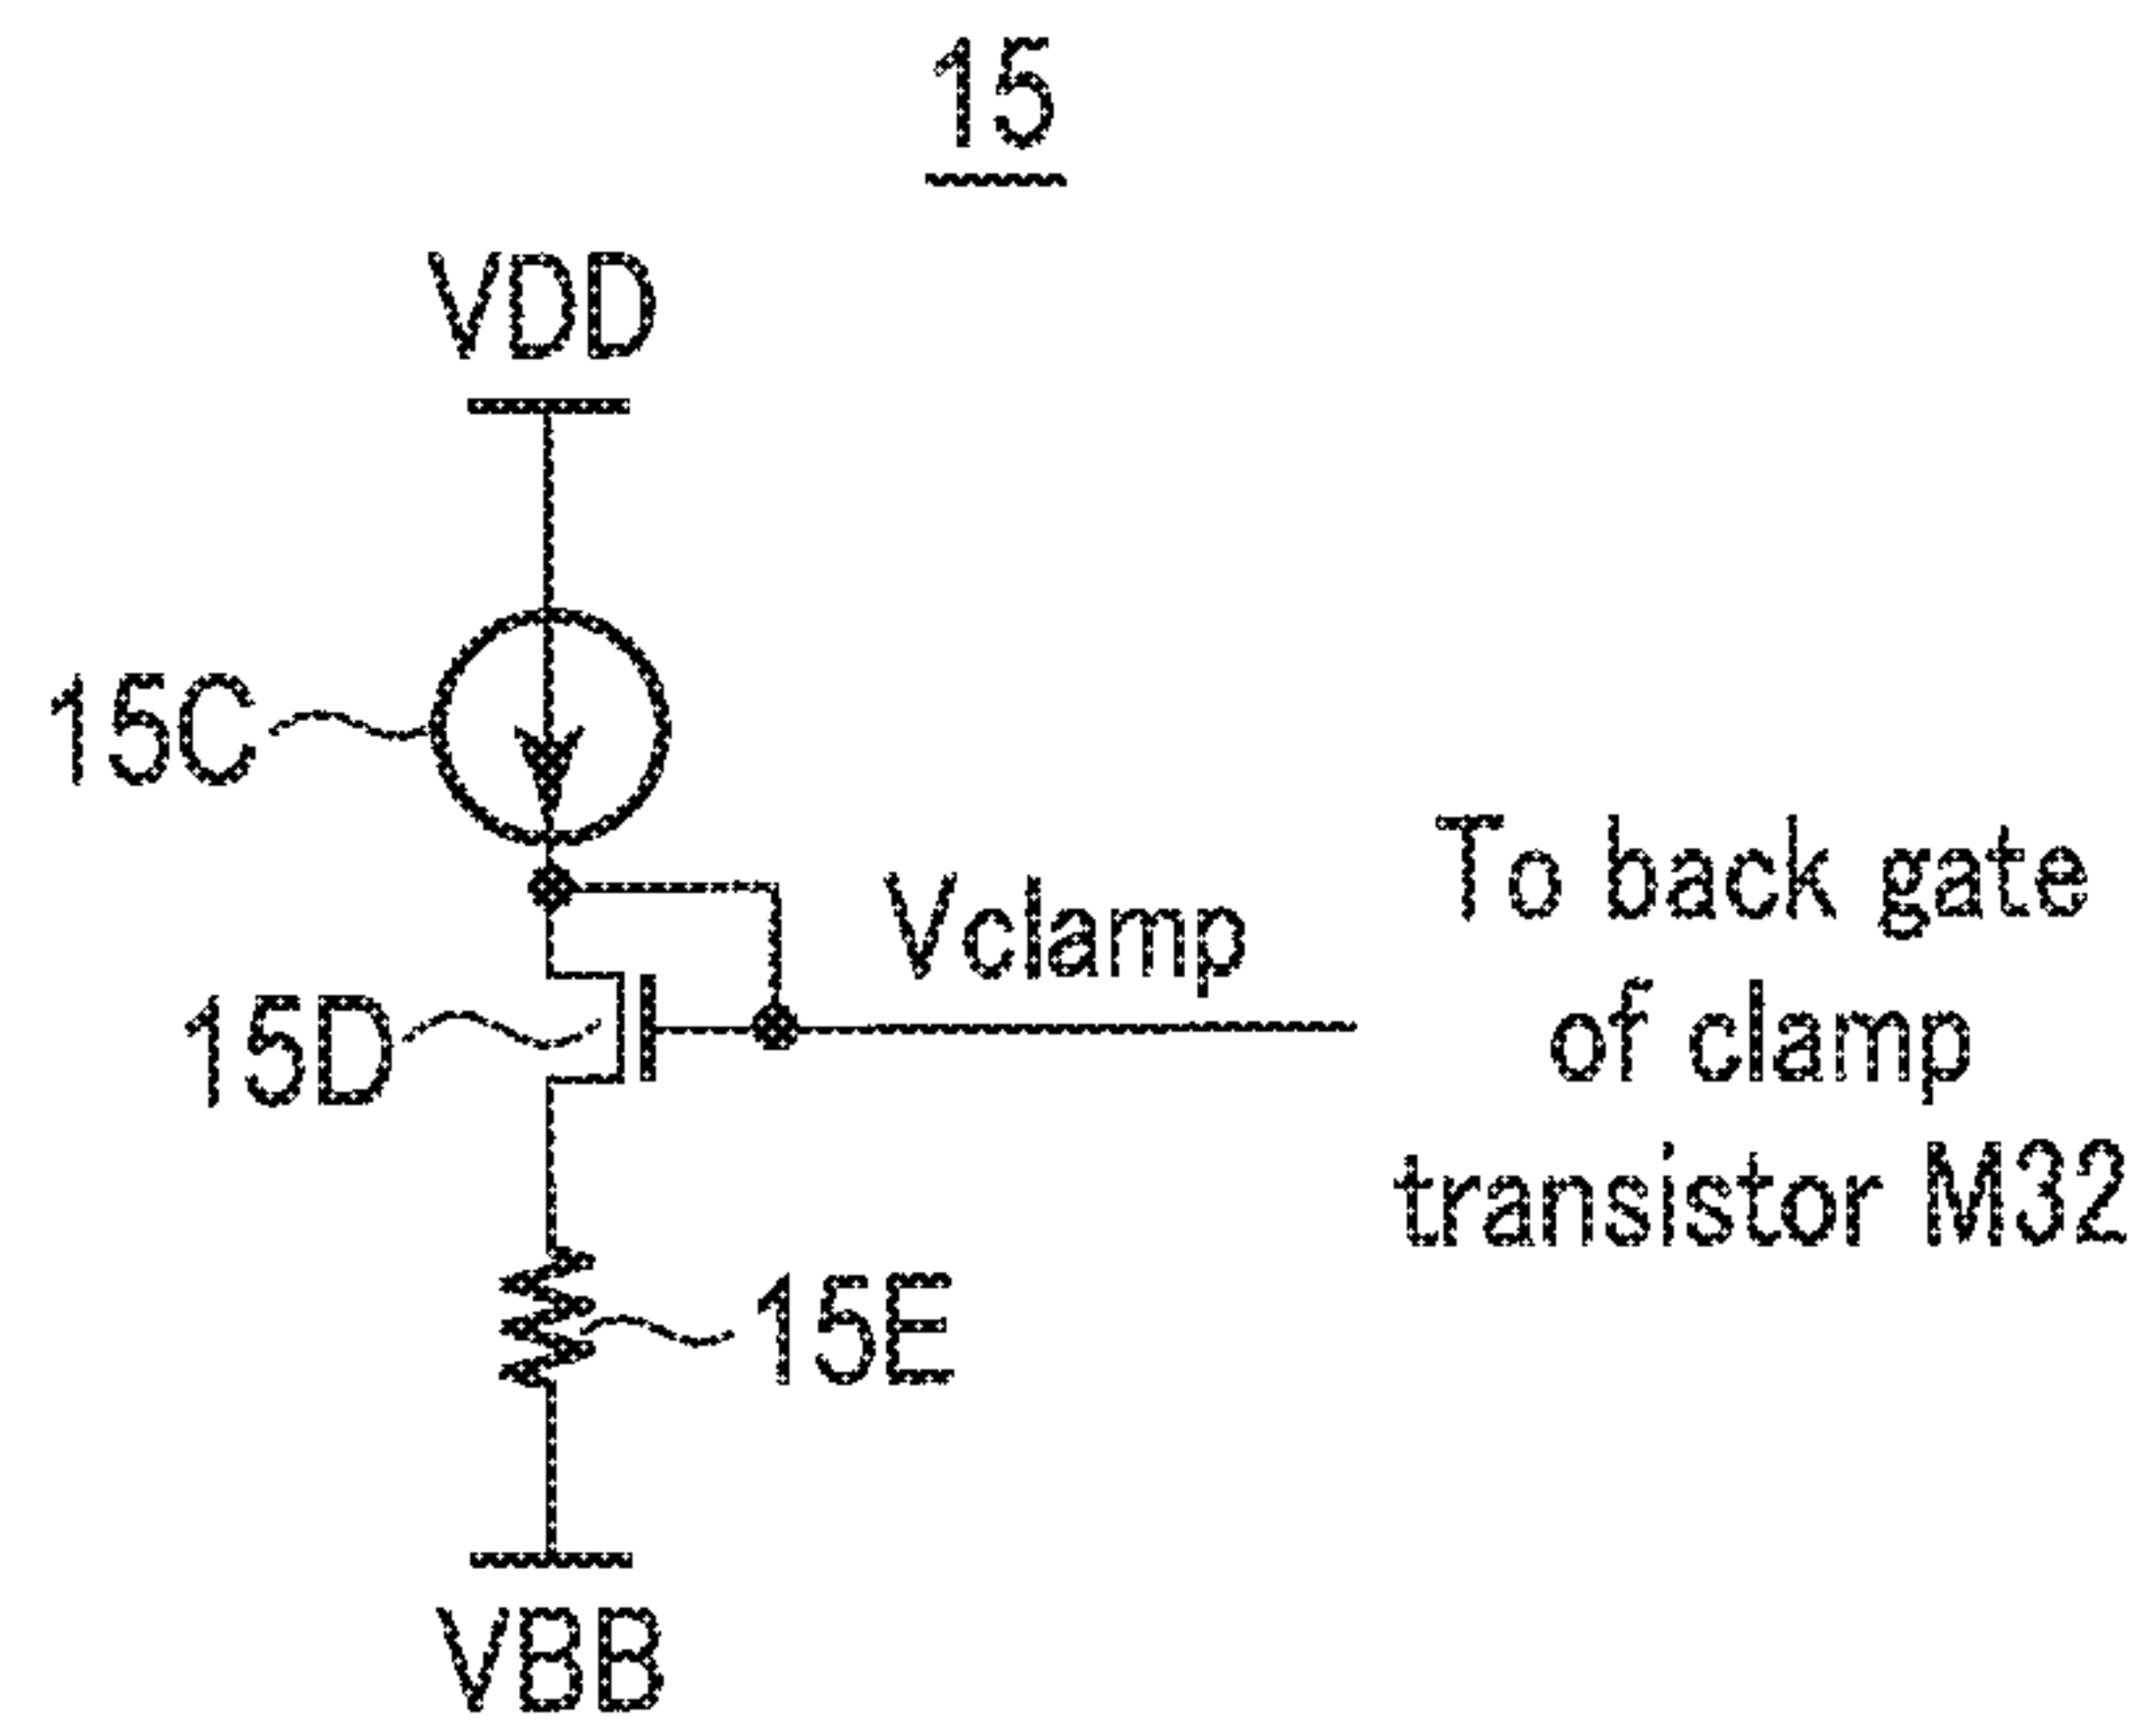 15
VDD
15C
Vclamp
To back gate
of clamp
transistor M32
15D
15E
VBB